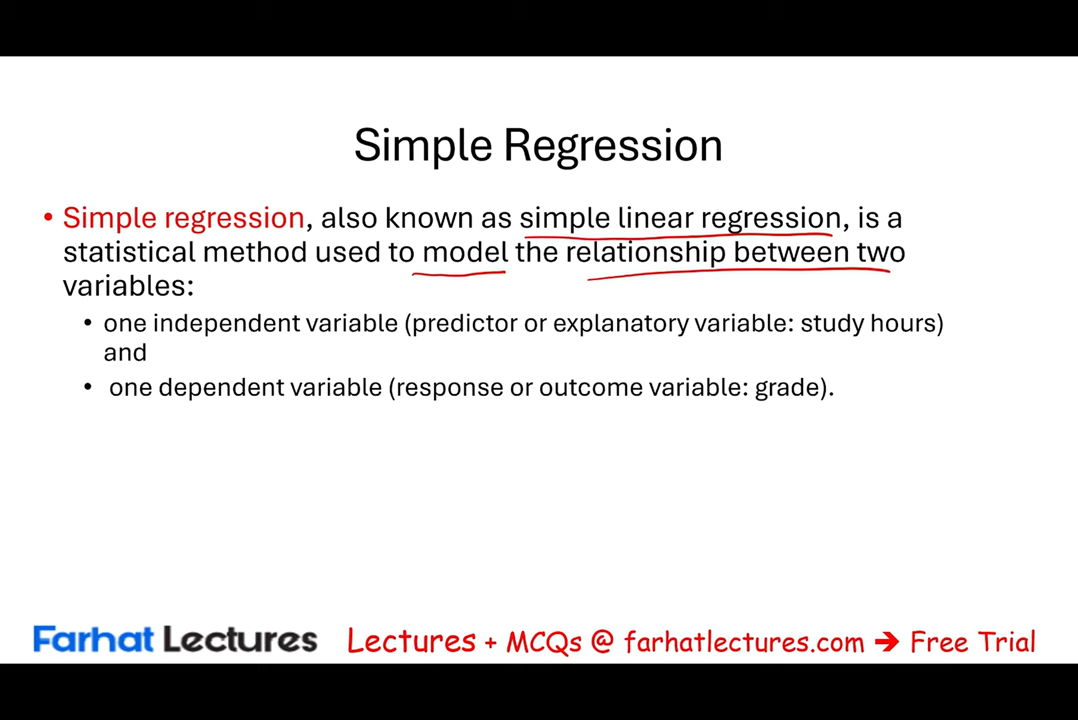 Simple Regression
• Simple regression, also known as simple linear regression, is a
statistical method used to model the relationship between two
variables:
• one independent variable (predictor or explanatory variable: study hours)
and
• one dependent variable (response or outcome variable: grade).
Farhat Lectures Lectures + MCQs @ farhatlectures.com ➔ Free Trial